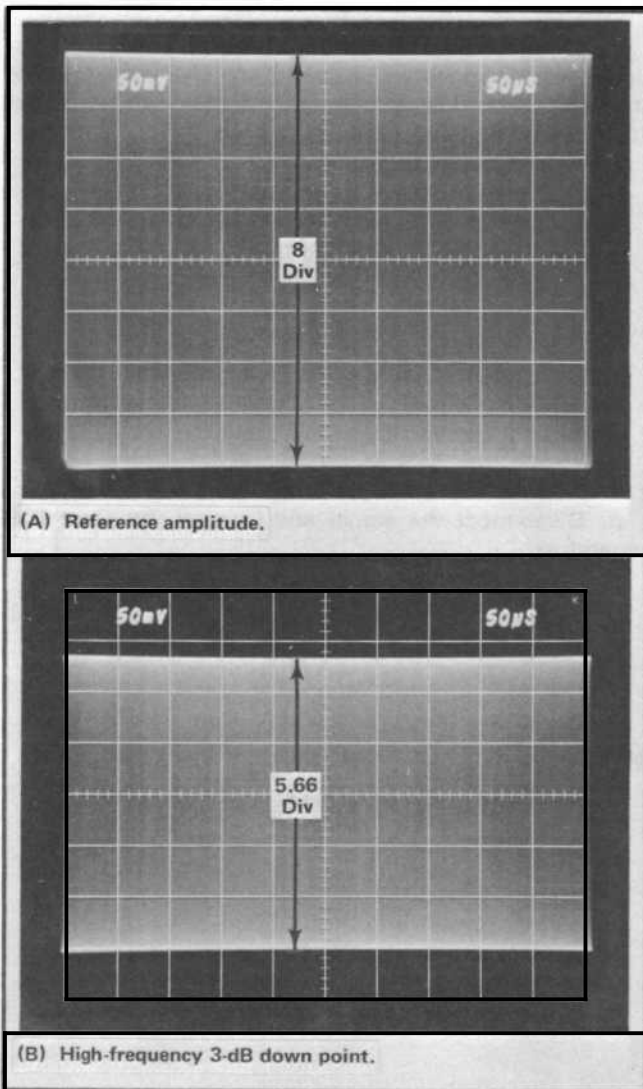 50mV 50µS
8
Div
(A) Reference amplitude.
50mV 50µS
5.66
Div
(B) High-frequency 3-dB down point.